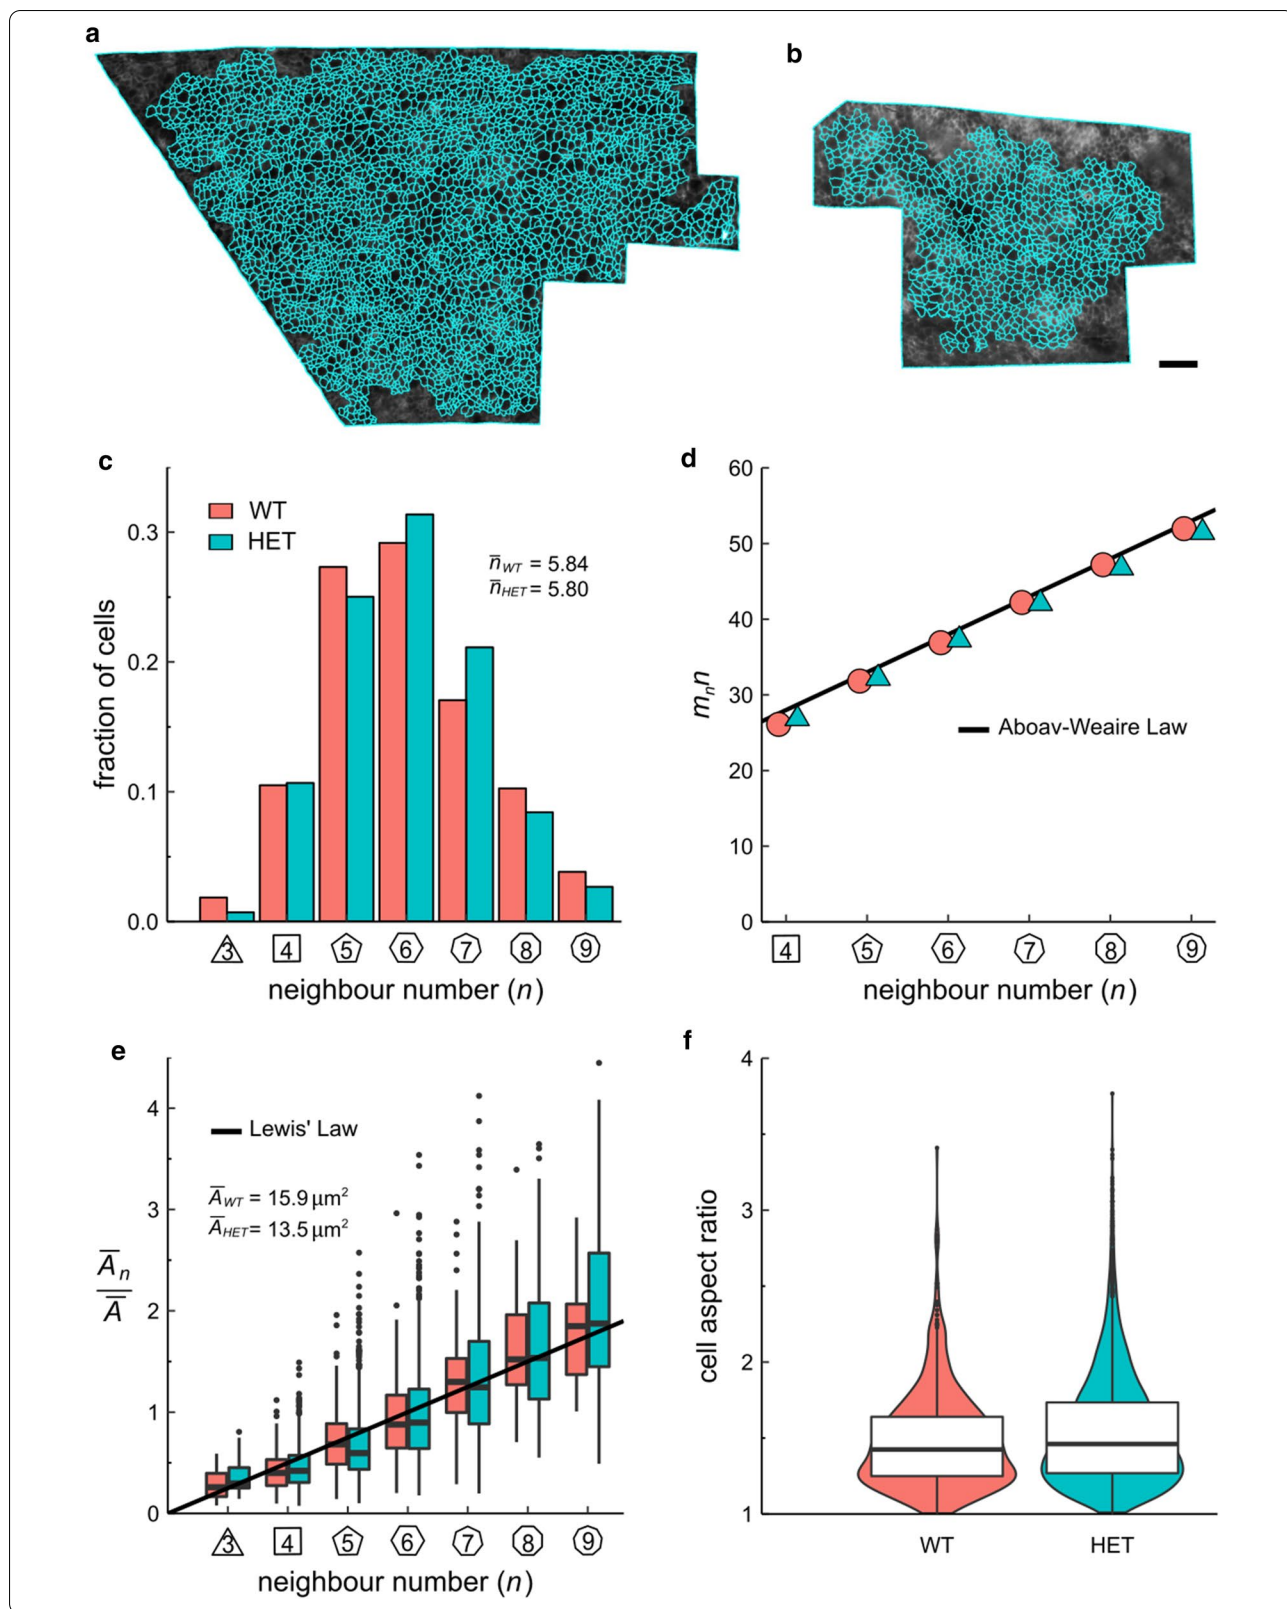 a
b
c
WT
HET
n̅WT = 5.84
n̅HET = 5.80
0.3
0.2
0.1
0.0
fraction of cells
3 4 5 6 7 8 9
neighbour number (n)
d
60
50
40
30
20
10
0
mnn
Aboav-Weaire Law
4 5 6 7 8 9
neighbour number (n)
e
Lewis' Law
A̅WT = 15.9 µm²
A̅HET = 13.5 µm²
4
3
2
1
0
A̅n
A̅
3 4 5 6 7 8 9
neighbour number (n)
f
4
3
2
1
cell aspect ratio
WT HET